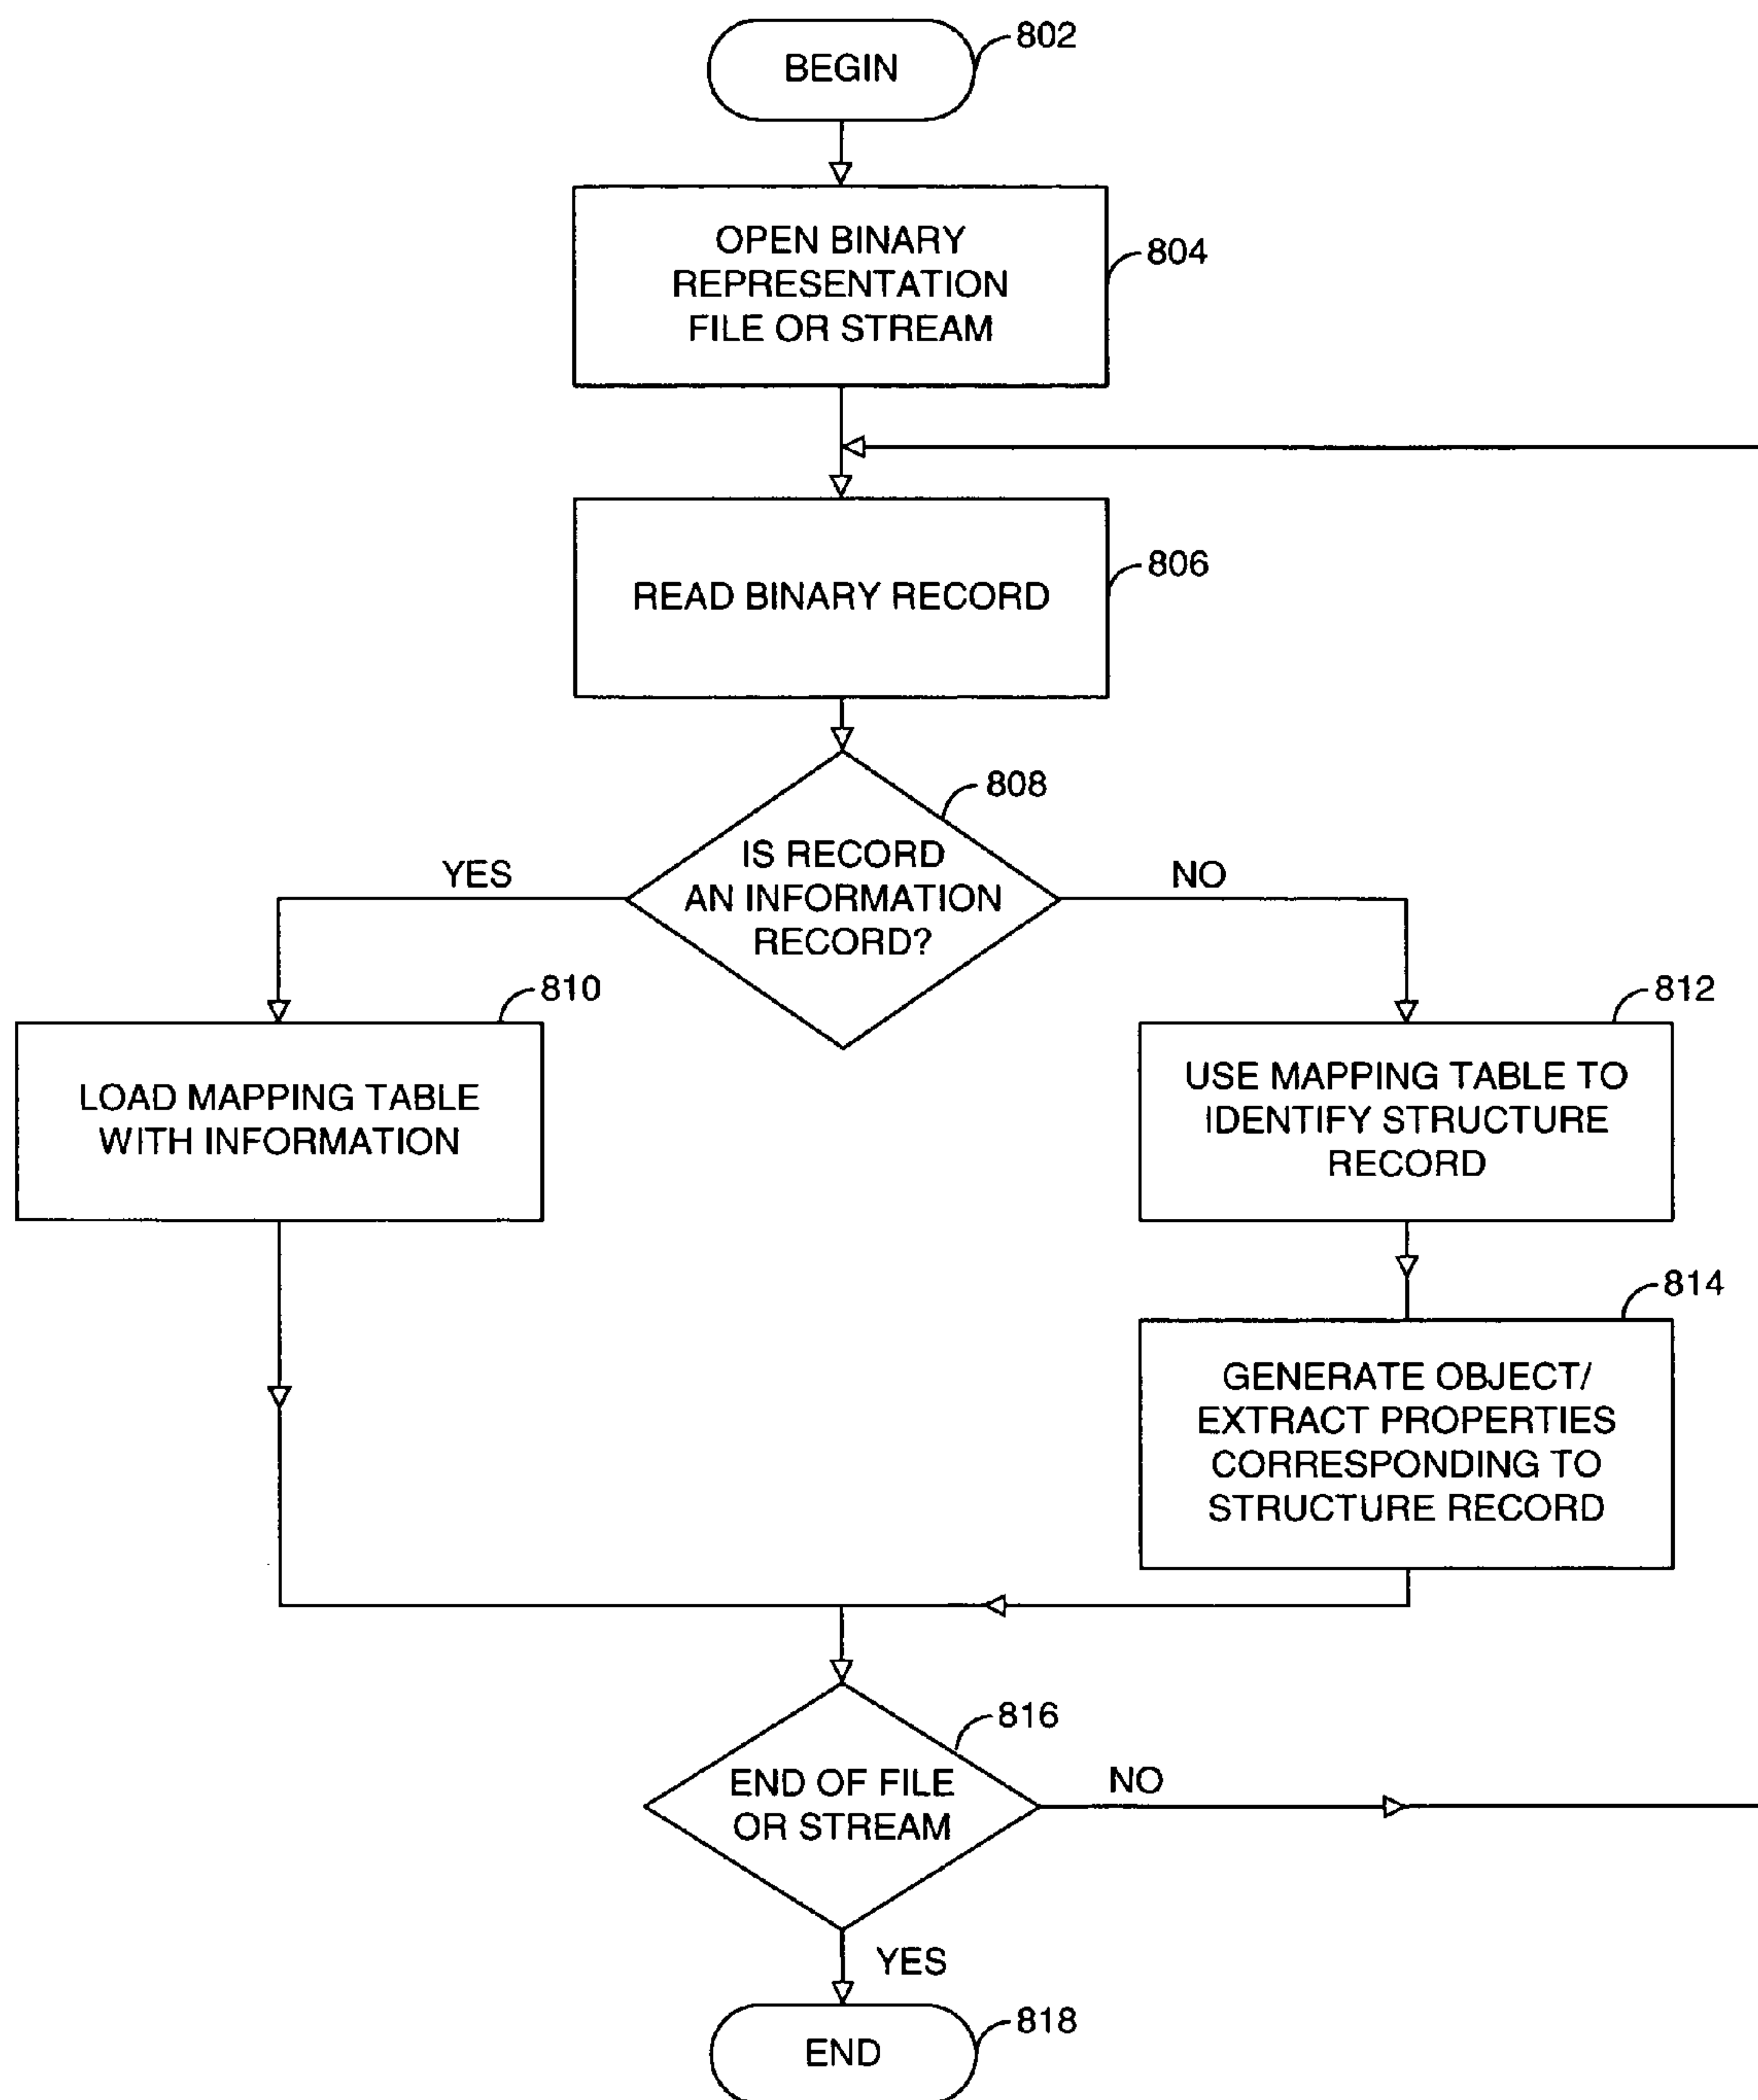 802
BEGIN
OPEN BINARY
REPRESENTATION
FILE OR STREAM
804
READ BINARY RECORD
806
808
IS RECORD
AN INFORMATION
RECORD?
YES
NO
810
LOAD MAPPING TABLE
WITH INFORMATION
812
USE MAPPING TABLE TO
IDENTIFY STRUCTURE
RECORD
814
GENERATE OBJECT/
EXTRACT PROPERTIES
CORRESPONDING TO
STRUCTURE RECORD
816
END OF FILE
OR STREAM
NO
YES
818
END